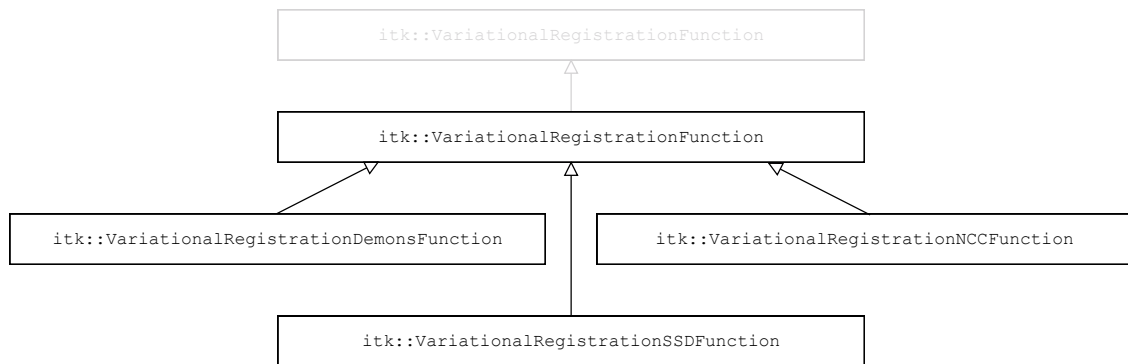 itk::VariationalRegistrationFunction
itk::VariationalRegistrationFunction
itk::VariationalRegistrationDemonsFunction
itk::VariationalRegistrationNCCFunction
itk::VariationalRegistrationSSDFunction